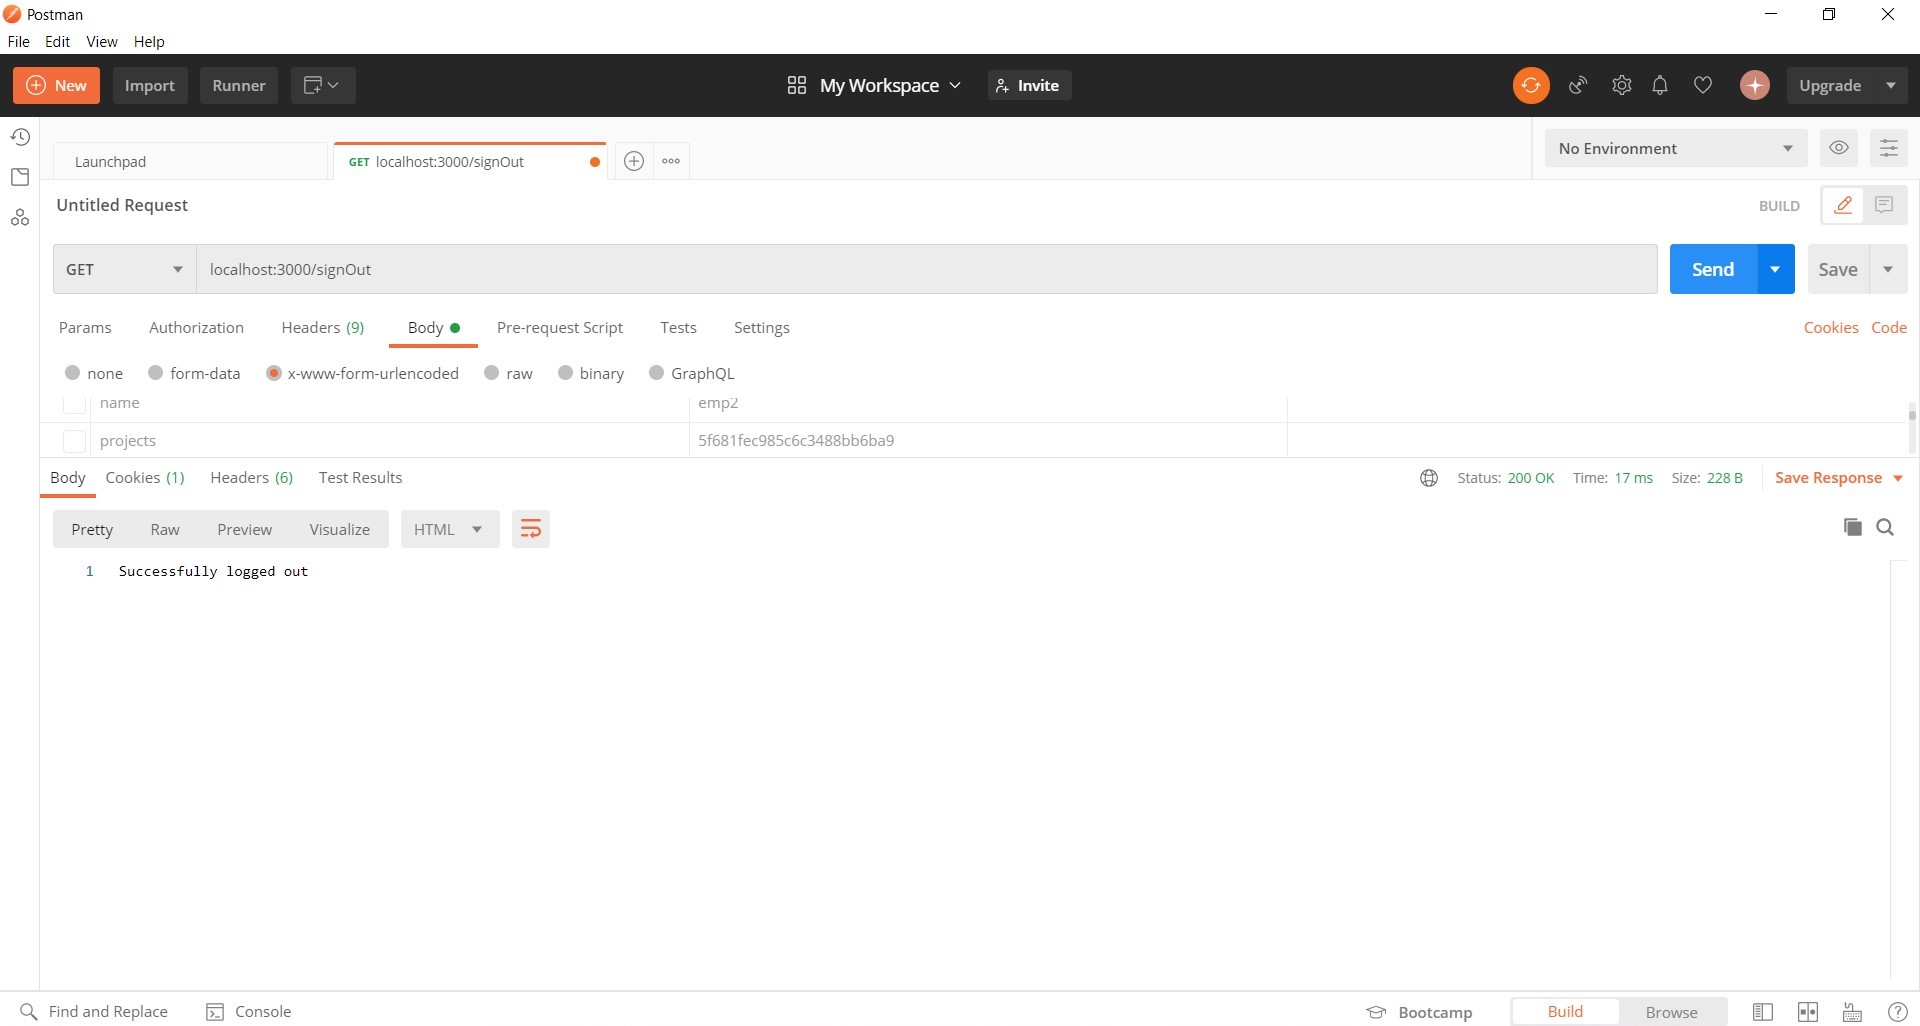 Postman
File Edit View Help
New Import Runner My Workspace Invite Upgrade
Launchpad GET localhost:3000/signOut No Environment
Untitled Request BUILD
GET localhost:3000/signOut Send Save
Params Authorization Headers (9) Body Pre-request Script Tests Settings Cookies Code
none form-data x-www-form-urlencoded raw binary GraphQL
name emp2
projects 5f681fec985c6c3488bb6ba9
Body Cookies (1) Headers (6) Test Results Status: 200 OK Time: 17 ms Size: 228 B Save Response
Pretty Raw Preview Visualize HTML
1 Successfully logged out
Find and Replace Console Bootcamp Build Browse